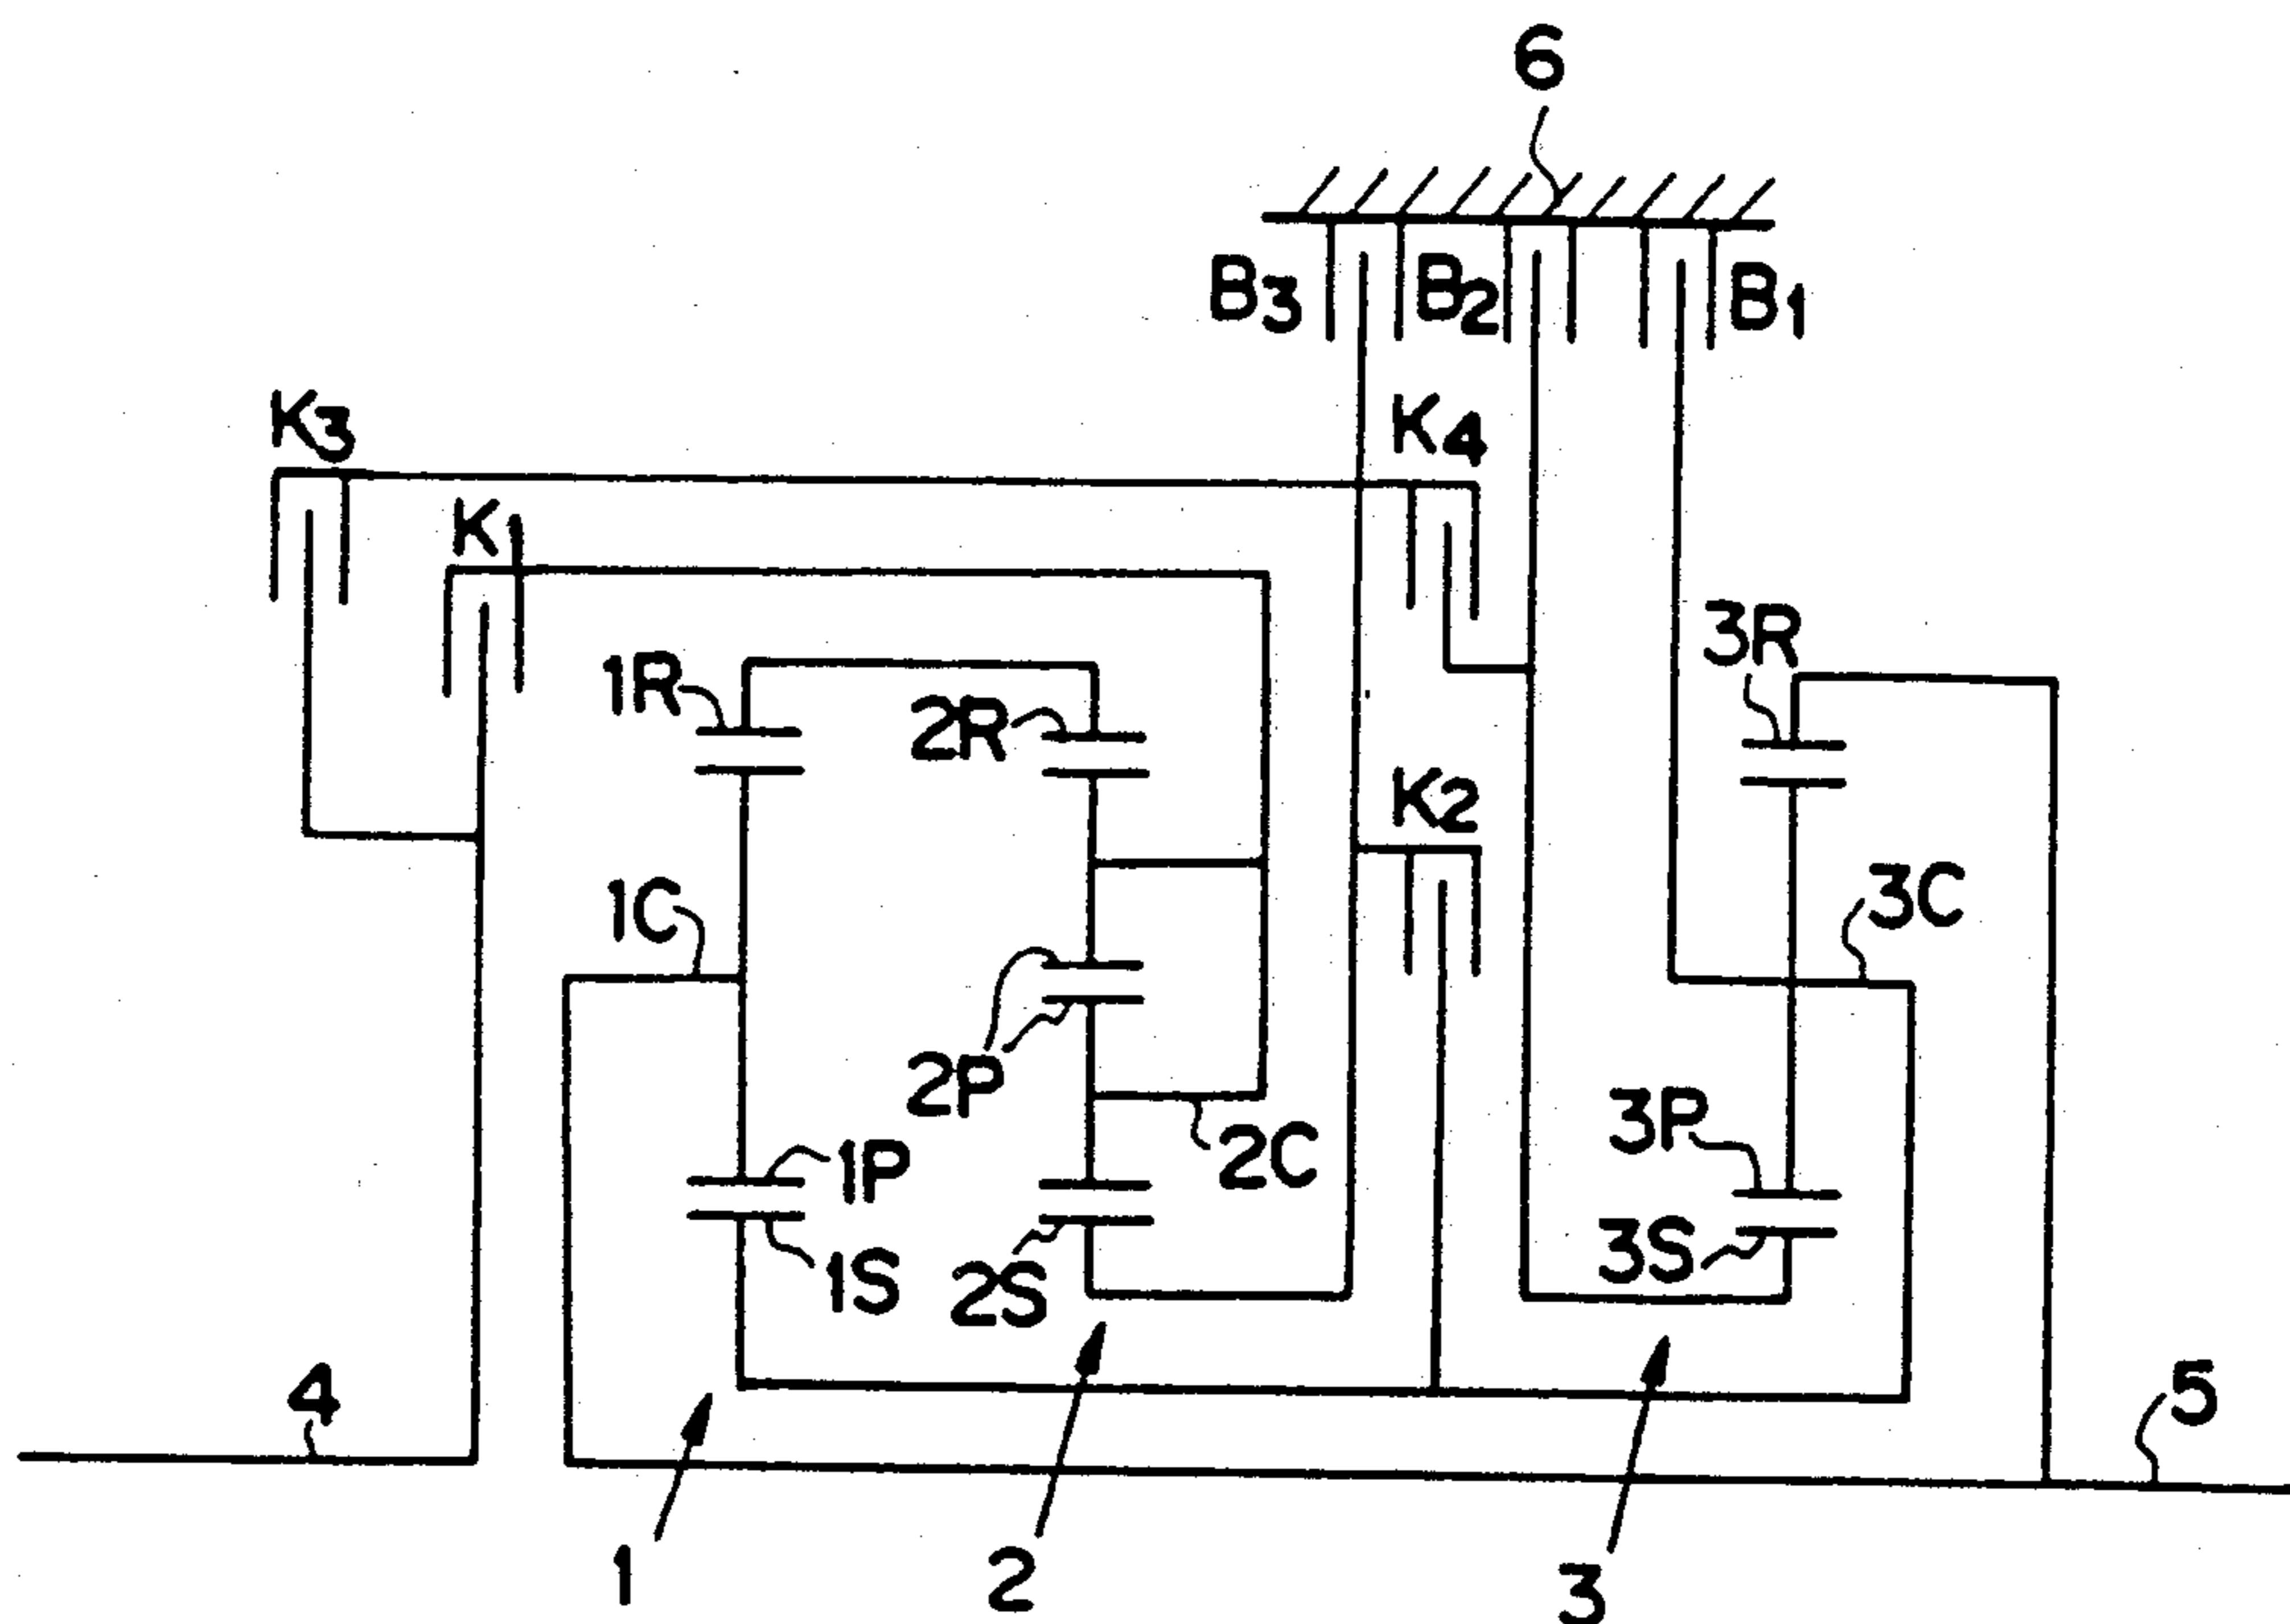 6
B3 B2 B1
K3 K4
K1
1R 2R 3R
K2
1C 3C
2P 3P
1P 2C
1S 2S 3S
4 5
1 2 3